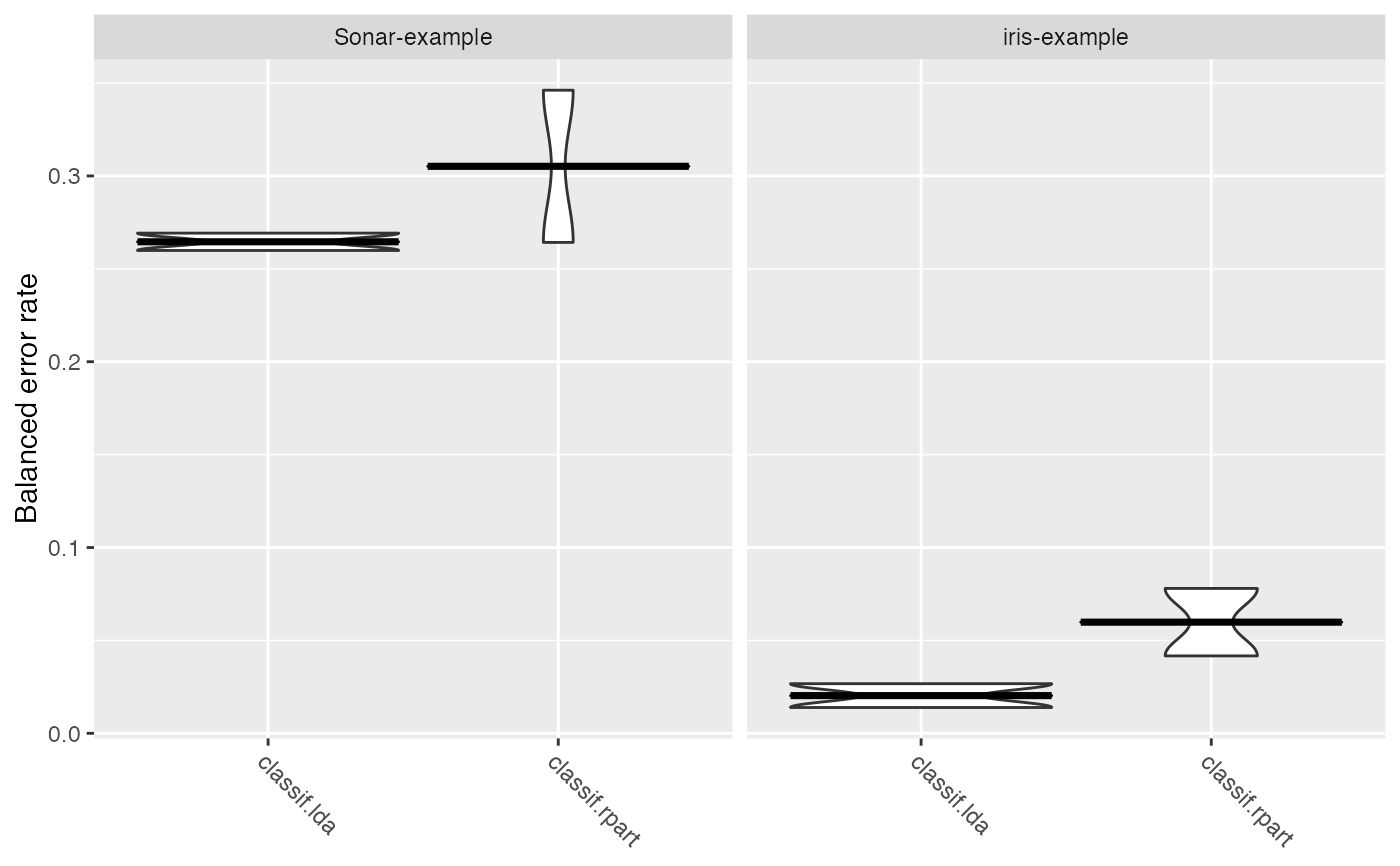 Sonar-example
iris-example
Balanced error rate
0.3
0.2
0.1
0.0
classif.lda
classif.rpart
classif.lda
classif.rpart